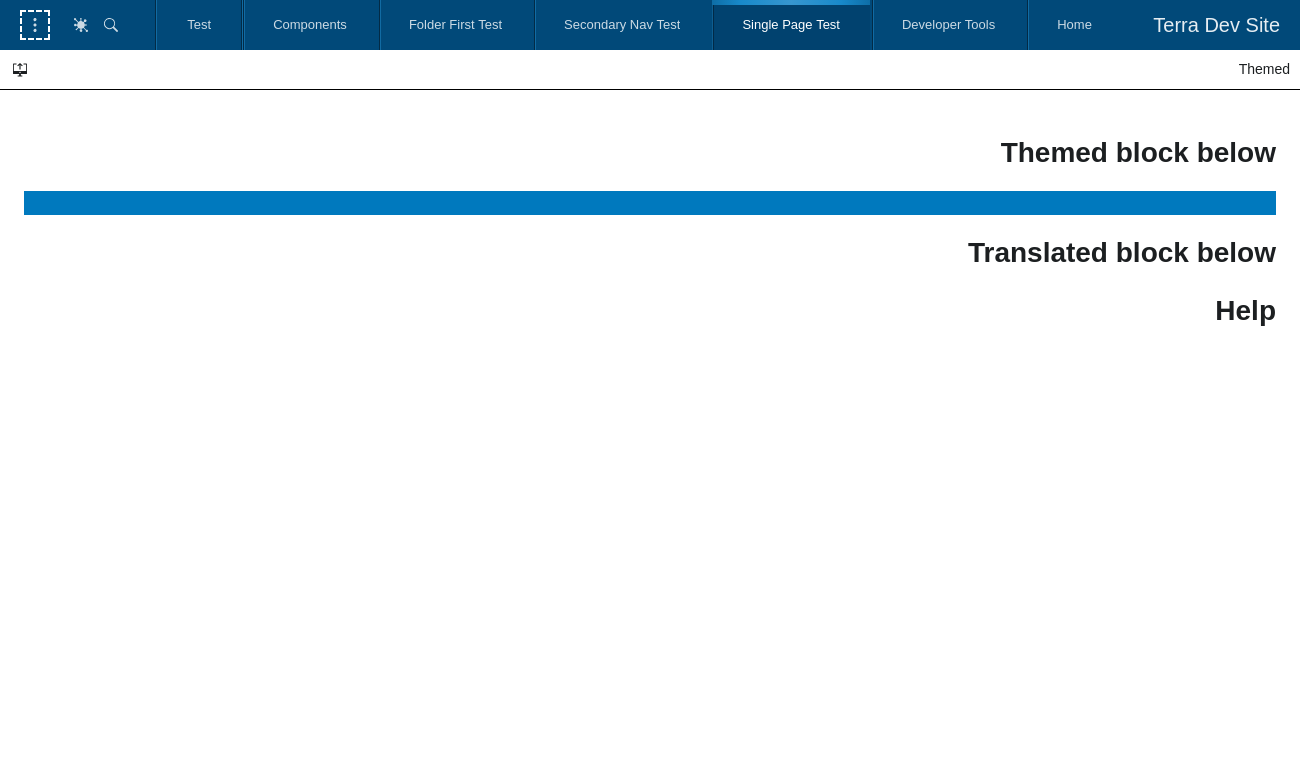 Test
Components
Folder First Test
Secondary Nav Test
Single Page Test
Developer Tools
Home
Terra Dev Site
Themed
Themed block below
Translated block below
Help